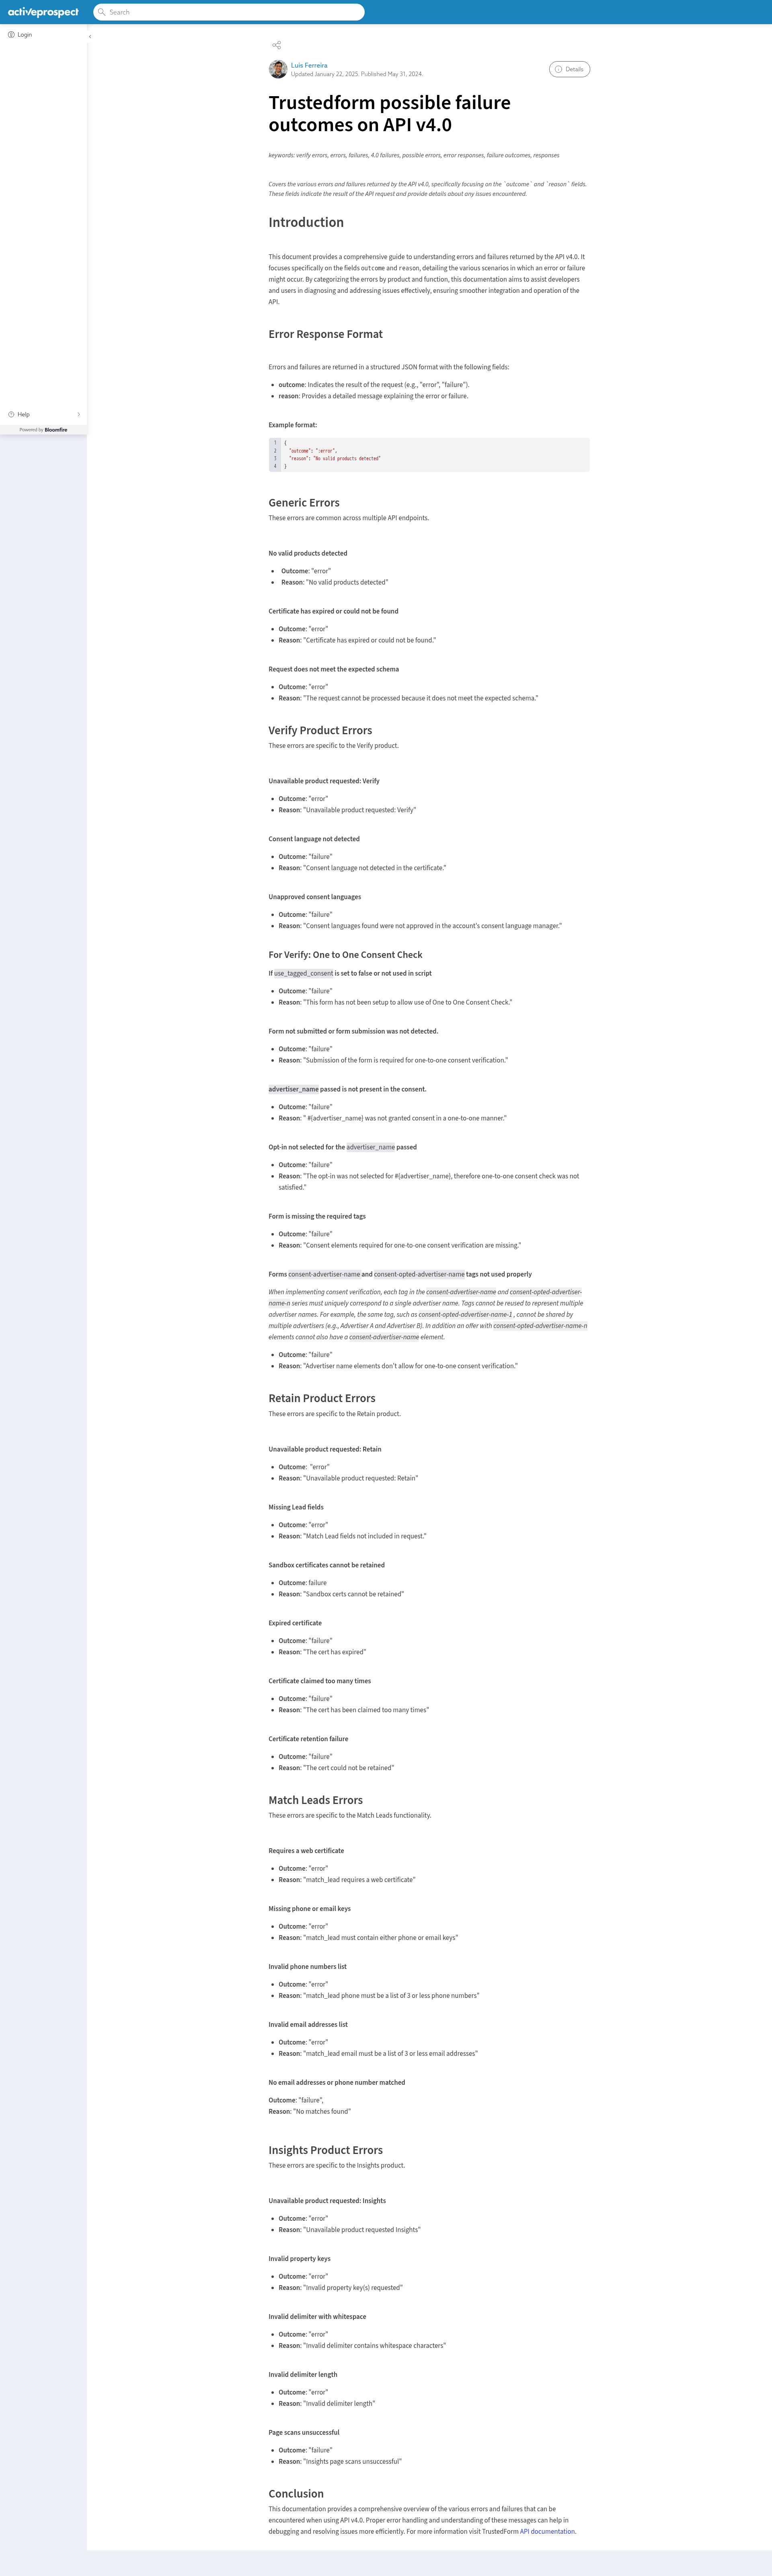 activeprospect
Search
Login
Help
Powered by Bloomfire
Luis Ferreira
Updated January 22, 2025. Published May 31, 2024.
Details
Trustedform possible failure
outcomes on API v4.0
keywords: verify errors, errors, failures, 4.0 failures, possible errors, error responses, failure outcomes, responses
Covers the various errors and failures returned by the API v4.0, specifically focusing on the `outcome` and `reason` fields.
These fields indicate the result of the API request and provide details about any issues encountered.
Introduction
This document provides a comprehensive guide to understanding errors and failures returned by the API v4.0. It
focuses specifically on the fields outcome and reason, detailing the various scenarios in which an error or failure
might occur. By categorizing the errors by product and function, this documentation aims to assist developers
and users in diagnosing and addressing issues effectively, ensuring smoother integration and operation of the
API.
Error Response Format
Errors and failures are returned in a structured JSON format with the following fields:
• outcome: Indicates the result of the request (e.g., "error", "failure").
• reason: Provides a detailed message explaining the error or failure.
Example format:
1 {
2 "outcome": ":error",
3 "reason": "No valid products detected"
4 }
Generic Errors
These errors are common across multiple API endpoints.
No valid products detected
• Outcome: "error"
• Reason: "No valid products detected"
Certificate has expired or could not be found
• Outcome: "error"
• Reason: "Certificate has expired or could not be found."
Request does not meet the expected schema
• Outcome: "error"
• Reason: "The request cannot be processed because it does not meet the expected schema."
Verify Product Errors
These errors are specific to the Verify product.
Unavailable product requested: Verify
• Outcome: "error"
• Reason: "Unavailable product requested: Verify"
Consent language not detected
• Outcome: "failure"
• Reason: "Consent language not detected in the certificate."
Unapproved consent languages
• Outcome: "failure"
• Reason: "Consent languages found were not approved in the account's consent language manager."
For Verify: One to One Consent Check
If use_tagged_consent is set to false or not used in script
• Outcome: "failure"
• Reason: "This form has not been setup to allow use of One to One Consent Check."
Form not submitted or form submission was not detected.
• Outcome: "failure"
• Reason: "Submission of the form is required for one-to-one consent verification."
advertiser_name passed is not present in the consent.
• Outcome: "failure"
• Reason: " #{advertiser_name} was not granted consent in a one-to-one manner."
Opt-in not selected for the advertiser_name passed
• Outcome: "failure"
• Reason: "The opt-in was not selected for #{advertiser_name}, therefore one-to-one consent check was not
satisfied."
Form is missing the required tags
• Outcome: "failure"
• Reason: "Consent elements required for one-to-one consent verification are missing."
Forms consent-advertiser-name and consent-opted-advertiser-name tags not used properly
When implementing consent verification, each tag in the consent-advertiser-name and consent-opted-advertiser-
name-n series must uniquely correspond to a single advertiser name. Tags cannot be reused to represent multiple
advertiser names. For example, the same tag, such as consent-opted-advertiser-name-1 , cannot be shared by
multiple advertisers (e.g., Advertiser A and Advertiser B). In addition an offer with consent-opted-advertiser-name-n
elements cannot also have a consent-advertiser-name element.
• Outcome: "failure"
• Reason: "Advertiser name elements don't allow for one-to-one consent verification."
Retain Product Errors
These errors are specific to the Retain product.
Unavailable product requested: Retain
• Outcome: "error"
• Reason: "Unavailable product requested: Retain"
Missing Lead fields
• Outcome: "error"
• Reason: "Match Lead fields not included in request."
Sandbox certificates cannot be retained
• Outcome: failure
• Reason: "Sandbox certs cannot be retained"
Expired certificate
• Outcome: "failure"
• Reason: "The cert has expired"
Certificate claimed too many times
• Outcome: "failure"
• Reason: "The cert has been claimed too many times"
Certificate retention failure
• Outcome: "failure"
• Reason: "The cert could not be retained"
Match Leads Errors
These errors are specific to the Match Leads functionality.
Requires a web certificate
• Outcome: "error"
• Reason: "match_lead requires a web certificate"
Missing phone or email keys
• Outcome: "error"
• Reason: "match_lead must contain either phone or email keys"
Invalid phone numbers list
• Outcome: "error"
• Reason: "match_lead phone must be a list of 3 or less phone numbers"
Invalid email addresses list
• Outcome: "error"
• Reason: "match_lead email must be a list of 3 or less email addresses"
No email addresses or phone number matched
Outcome: "failure",
Reason: "No matches found"
Insights Product Errors
These errors are specific to the Insights product.
Unavailable product requested: Insights
• Outcome: "error"
• Reason: "Unavailable product requested Insights"
Invalid property keys
• Outcome: "error"
• Reason: "Invalid property key(s) requested"
Invalid delimiter with whitespace
• Outcome: "error"
• Reason: "Invalid delimiter contains whitespace characters"
Invalid delimiter length
• Outcome: "error"
• Reason: "Invalid delimiter length"
Page scans unsuccessful
• Outcome: "failure"
• Reason: "Insights page scans unsuccessful"
Conclusion
This documentation provides a comprehensive overview of the various errors and failures that can be
encountered when using API v4.0. Proper error handling and understanding of these messages can help in
debugging and resolving issues more efficiently. For more information visit TrustedForm API documentation.